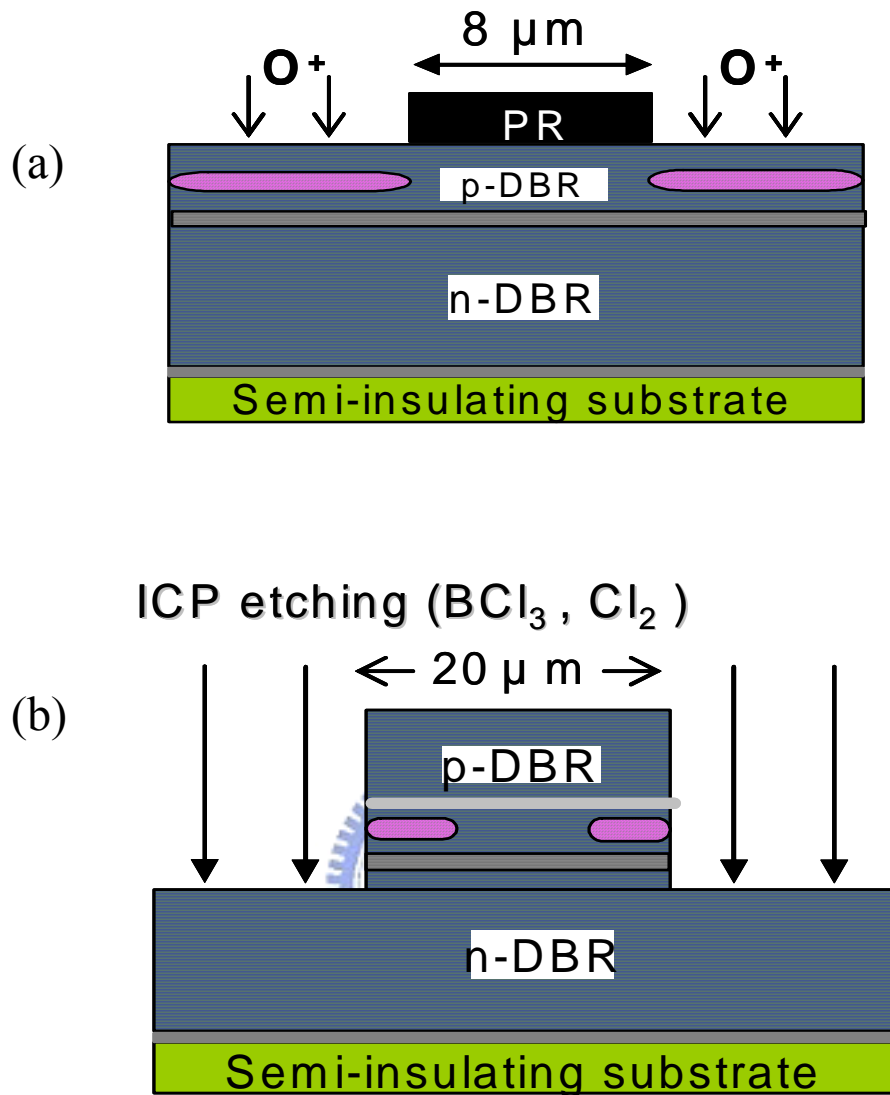 8 μm
O+ O+
PR
(a)
p-DBR
n-DBR
Semi-insulating substrate
ICP etching (BCl₃ , Cl₂ )
20 μ m
(b)
p-DBR
n-DBR
Semi-insulating substrate